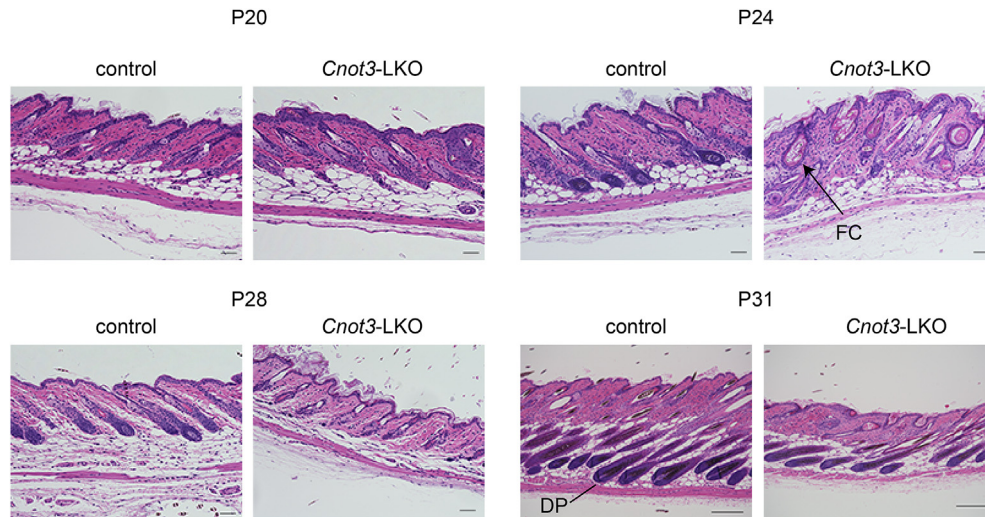 P20
P24
control
Cnot3-LKO
control
Cnot3-LKO
FC
P28
P31
control
Cnot3-LKO
control
Cnot3-LKO
DP